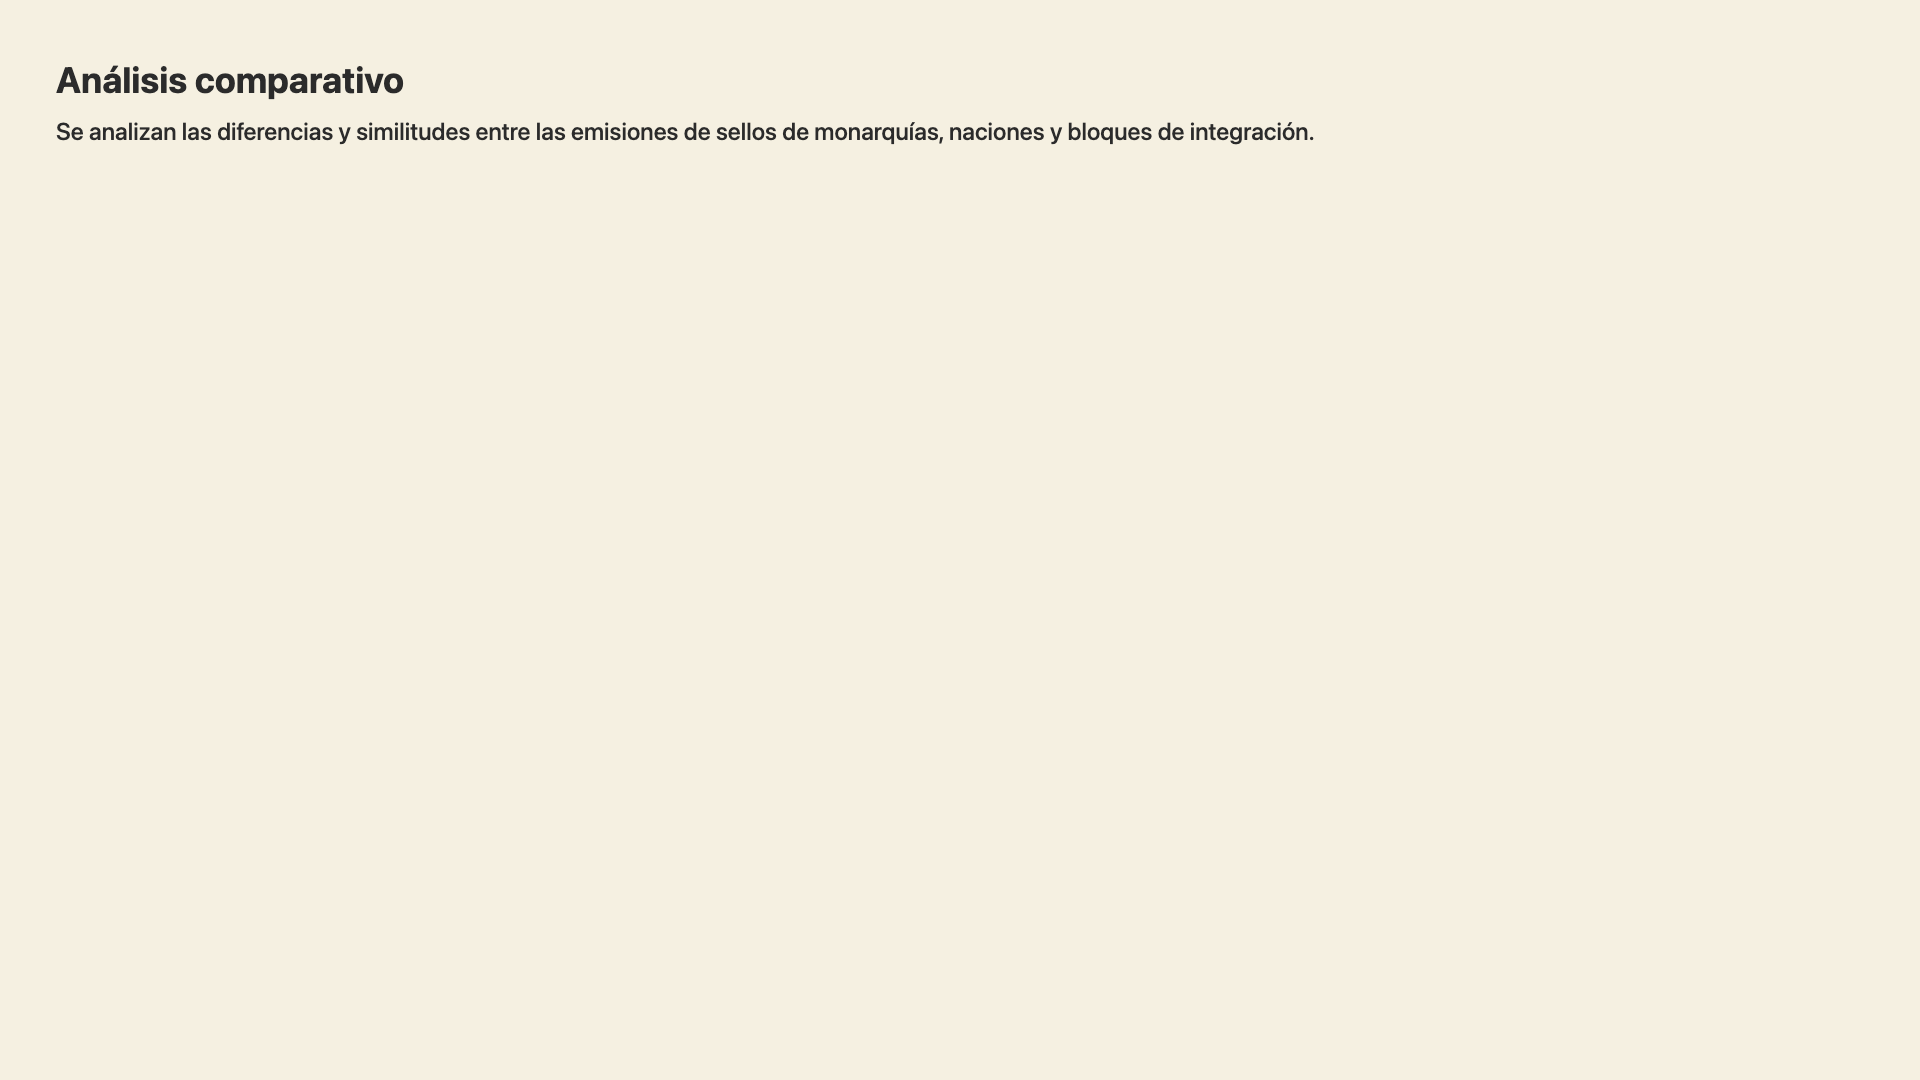 Análisis comparativo
Se analizan las diferencias y similitudes entre las emisiones de sellos de monarquías, naciones y bloques de integración.